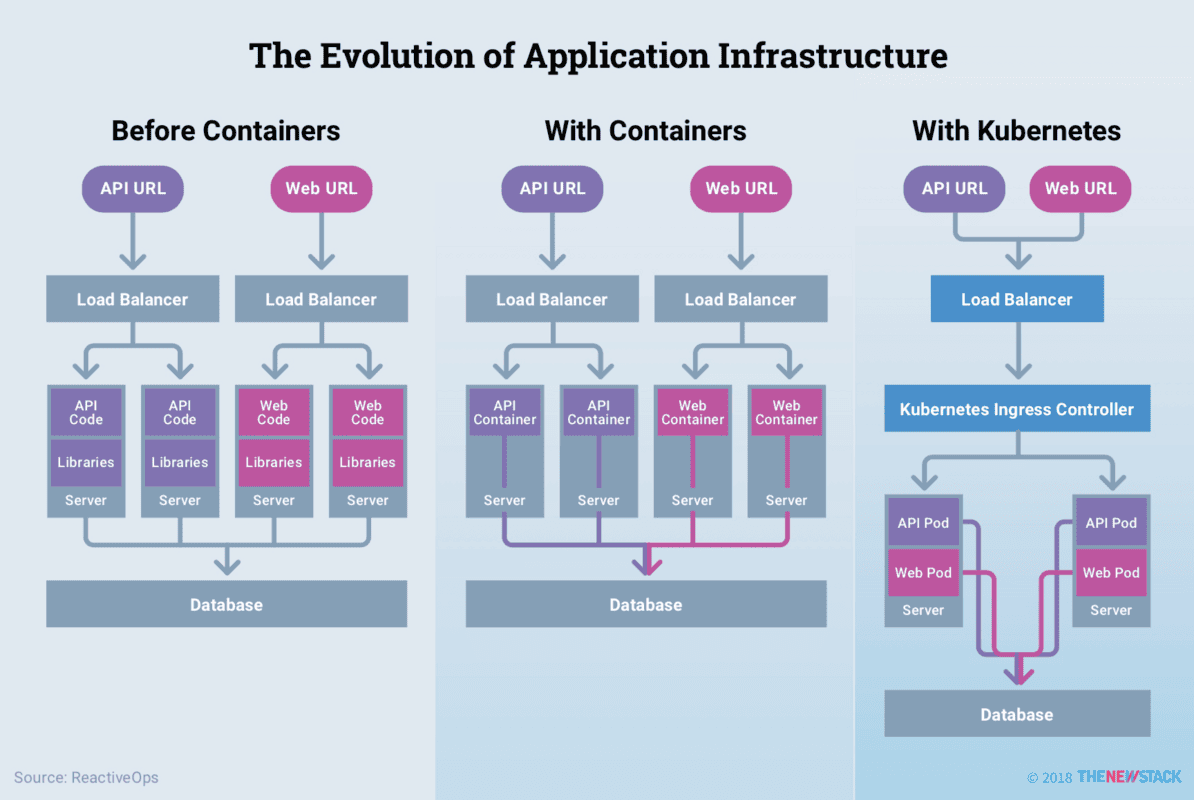 The Evolution of Application Infrastructure
Before Containers
API URL
Web URL
Load Balancer
Load Balancer
API
Code
API
Code
Web
Code
Web
Code
Libraries
Libraries
Libraries
Libraries
Server
Server
Server
Server
Database
With Containers
API URL
Web URL
Load Balancer
Load Balancer
API
Container
API
Container
Web
Container
Web
Container
Server
Server
Server
Server
Database
With Kubernetes
API URL
Web URL
Load Balancer
Kubernetes Ingress Controller
API Pod
API Pod
Web Pod
Web Pod
Server
Server
Database
Source: ReactiveOps
© 2018 THENEWSTACK